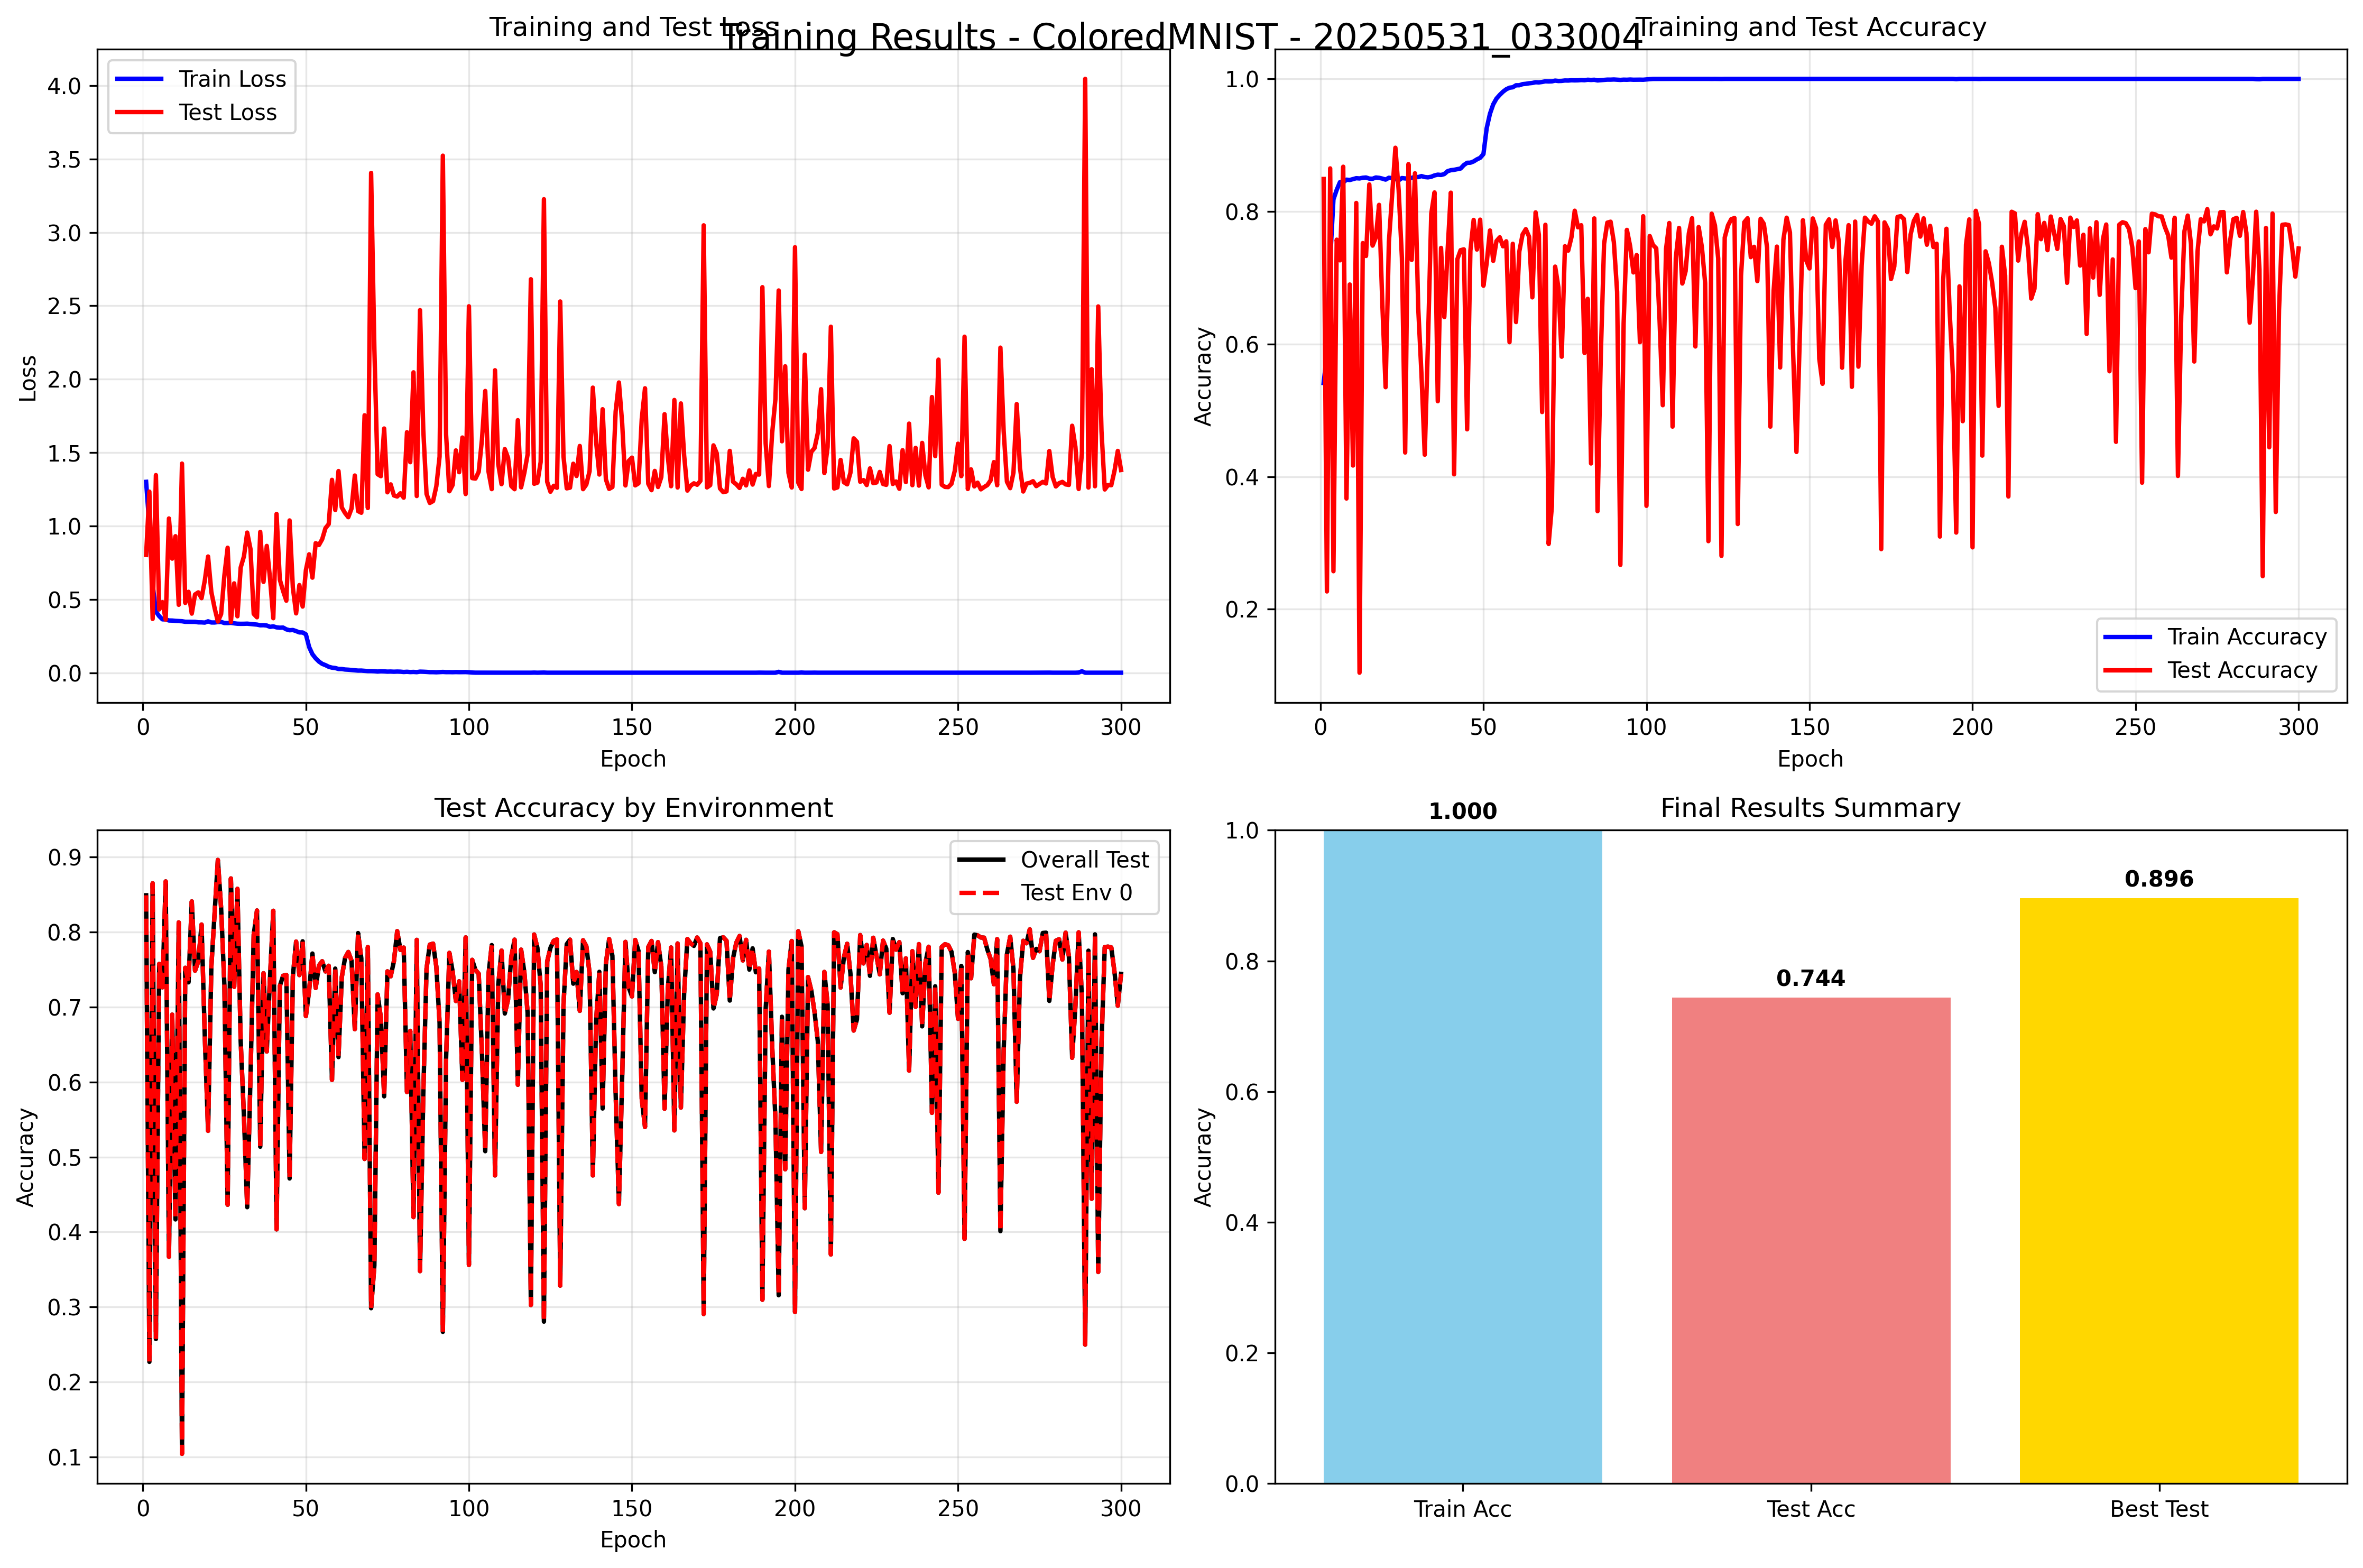 Training Results - ColoredMNIST - 20250531_033004
Training and Test Loss
Train Loss
Test Loss
4.0
3.5
3.0
2.5
2.0
1.5
1.0
0.5
0.0
Loss
0 50 100 150 200 250 300
Epoch
Training and Test Accuracy
1.0
0.8
0.6
0.4
0.2
Accuracy
Train Accuracy
Test Accuracy
0 50 100 150 200 250 300
Epoch
Test Accuracy by Environment
Overall Test
Test Env 0
0.9
0.8
0.7
0.6
0.5
0.4
0.3
0.2
0.1
Accuracy
0 50 100 150 200 250 300
Epoch
Final Results Summary
1.000
0.744
0.896
1.0
0.8
0.6
0.4
0.2
0.0
Accuracy
Train Acc Test Acc Best Test